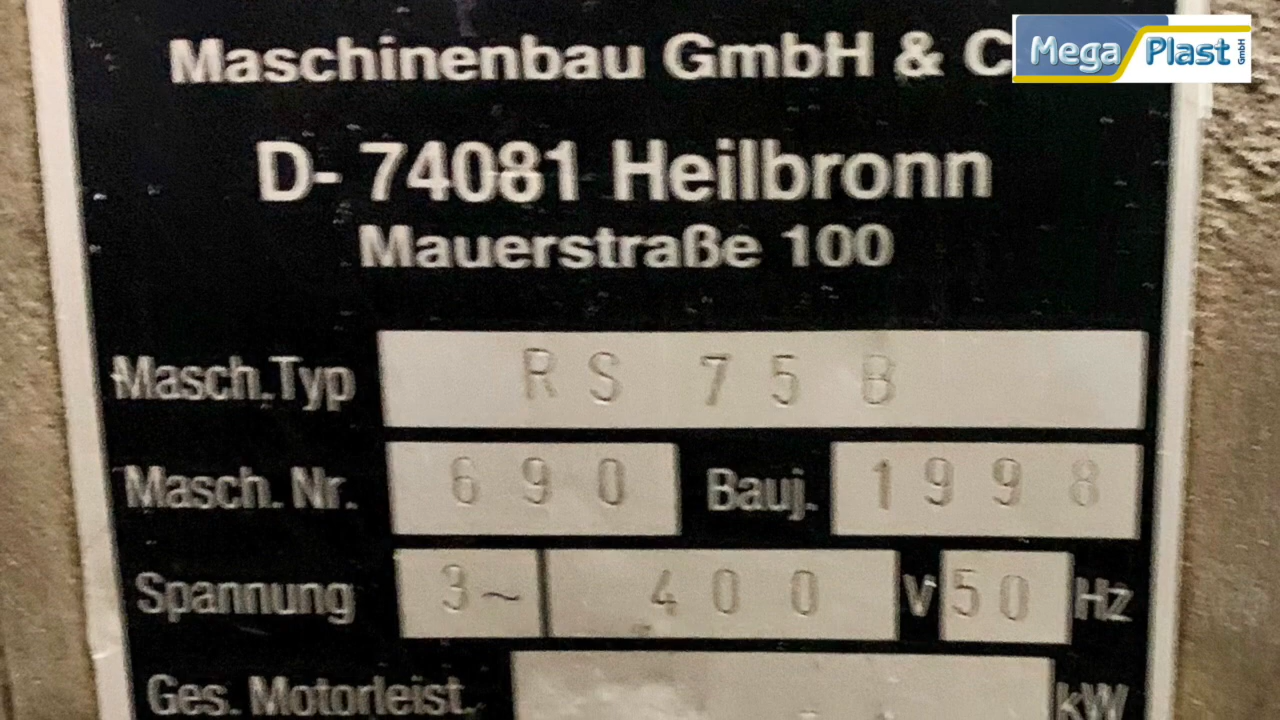 Maschinenbau GmbH & C
Mega Plast GmbH
D- 74081 Heilbronn
Mauerstraße 100
Masch.Typ RS 75 B
Masch. Nr. 690 Bauj. 1998
Spannung 3~ 400 V 50 Hz
Ges. Motorleist. kW